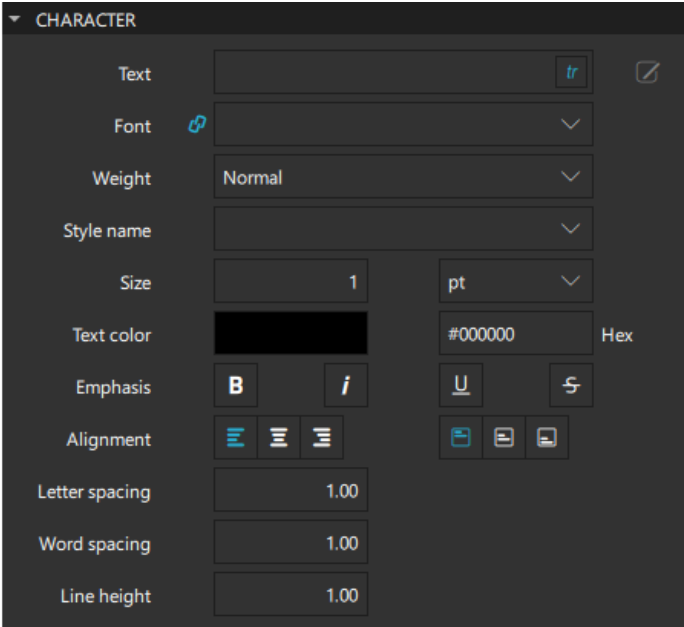 CHARACTER
Text tr
Font
Weight Normal
Style name
Size 1 pt
Text color #000000 Hex
Emphasis B i U S
Alignment
Letter spacing 1.00
Word spacing 1.00
Line height 1.00